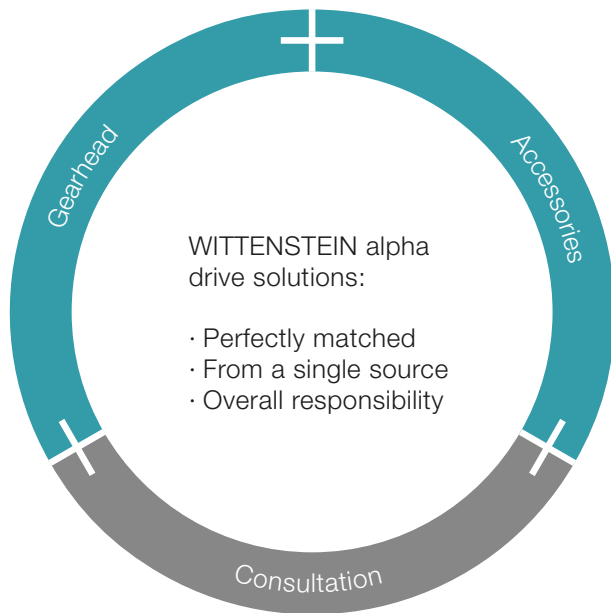 Gearhead
Accessories
WITTENSTEIN alpha
drive solutions:
· Perfectly matched
· From a single source
· Overall responsibility
Consultation